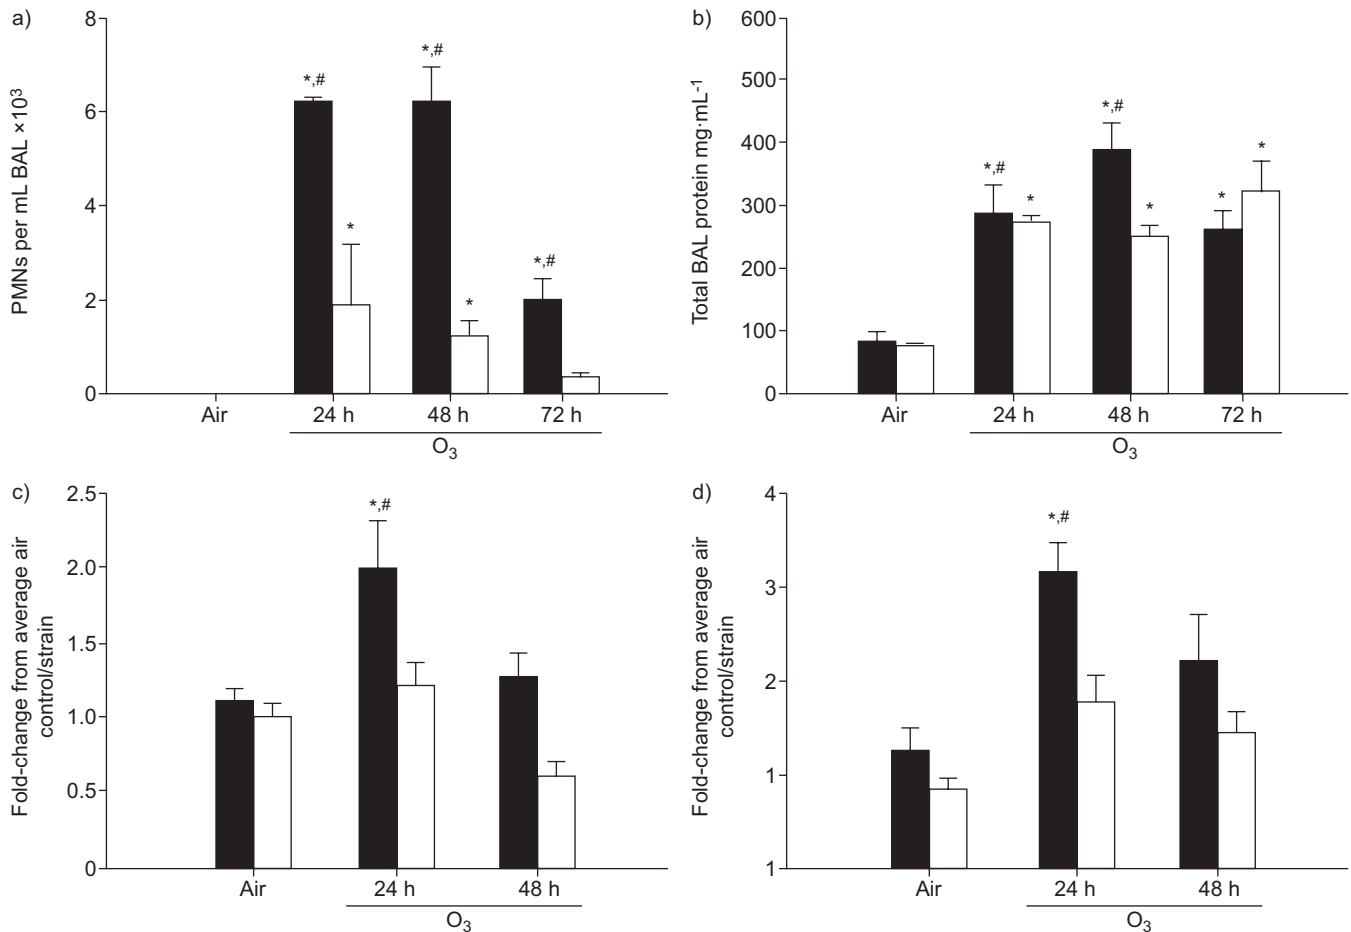 a)
PMNs per mL BAL ×10³
8
6
4
2
0
*,#
*
*,#
*
*,#
Air
24 h
48 h
72 h
O₃
b)
Total BAL protein mg·mL⁻¹
600
500
400
300
200
100
0
*,#
*
*,#
*
*
*
Air
24 h
48 h
72 h
O₃
c)
Fold-change from average air
control/strain
2.5
2.0
1.5
1.0
0.5
0
*,#
Air
24 h
48 h
O₃
d)
Fold-change from average air
control/strain
4
3
2
1
1
*,#
Air
24 h
48 h
O₃